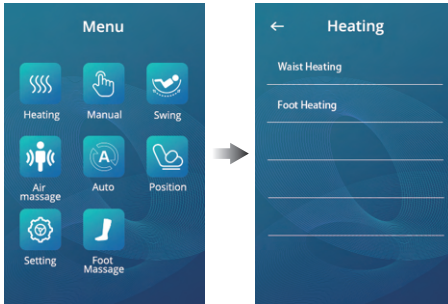 Menu
Heating Manual Swing
Air massage Auto Position
Setting Foot Massage
← Heating
Waist Heating
Foot Heating